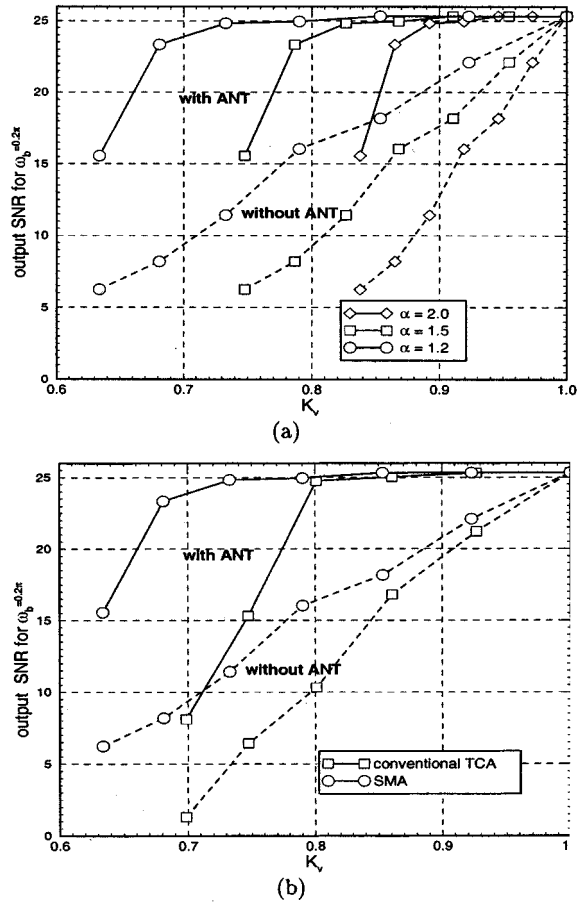 25
20
15
10
5
0
0.6
0.7
0.8
0.9
1.0
output SNR for ω_b=0.2π
K_v
with ANT
without ANT
α = 2.0
α = 1.5
α = 1.2
(a)
25
20
15
10
5
0
0.6
0.7
0.8
0.9
1
output SNR for ω_b=0.2π
K_v
with ANT
without ANT
conventional TCA
SMA
(b)